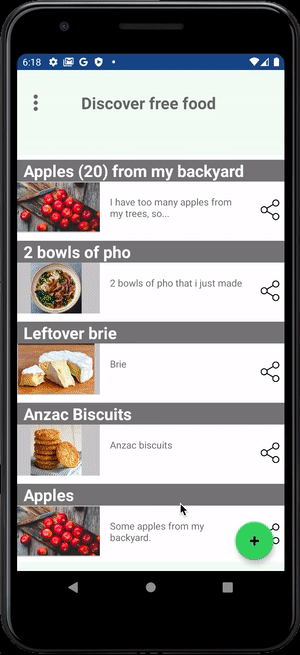 6:18
Discover free food
Apples (20) from my backyard
I have too many apples from
my trees, so...
2 bowls of pho
2 bowls of pho that i just made
Leftover brie
Brie
Anzac Biscuits
Anzac biscuits
Apples
Some apples from my
backyard.